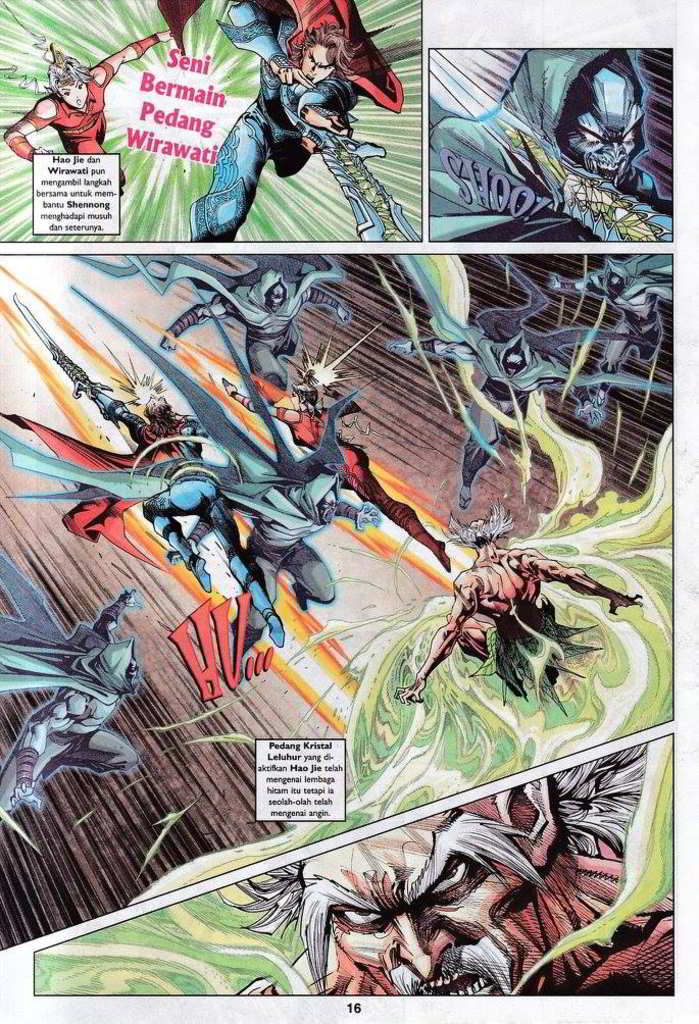 Seni
Bermain
Pedang
Wirawati
Hao Jie dan
Wirawati pun
mengambil langkah
bersama untuk mem-
bantu Shennong
menghadapi musuh
dan seterunya.
SHOO!
HU...
Pedang Kristal
Leluhur yang di-
aktifkan Hao Jie telah
mengenai lembaga
hitam itu tetapi ia
seolah-olah telah
mengenai angin.
16